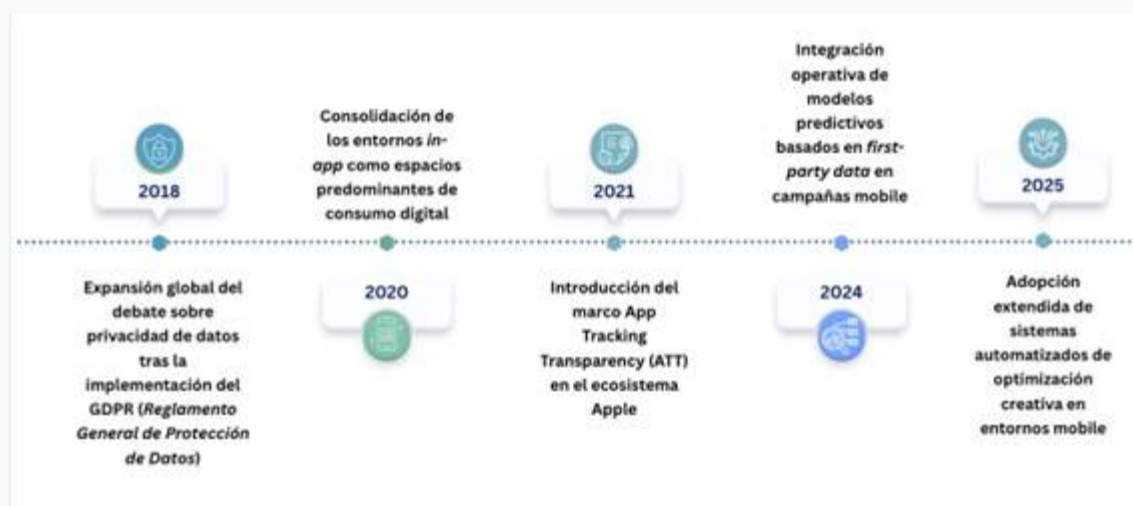 2018
Expansión global del
debate sobre
privacidad de datos
tras la
implementación del
GDPR (Reglamento
General de Protección
de Datos)
Consolidación de
los entornos in-
app como espacios
predominantes de
consumo digital
2020
2021
Introducción del
marco App
Tracking
Transparency (ATT)
en el ecosistema
Apple
Integración
operativa de
modelos
predictivos
basados en first-
party data en
campañas mobile
2024
2025
Adopción
extendida de
sistemas
automatizados de
optimización
creativa en
entornos mobile